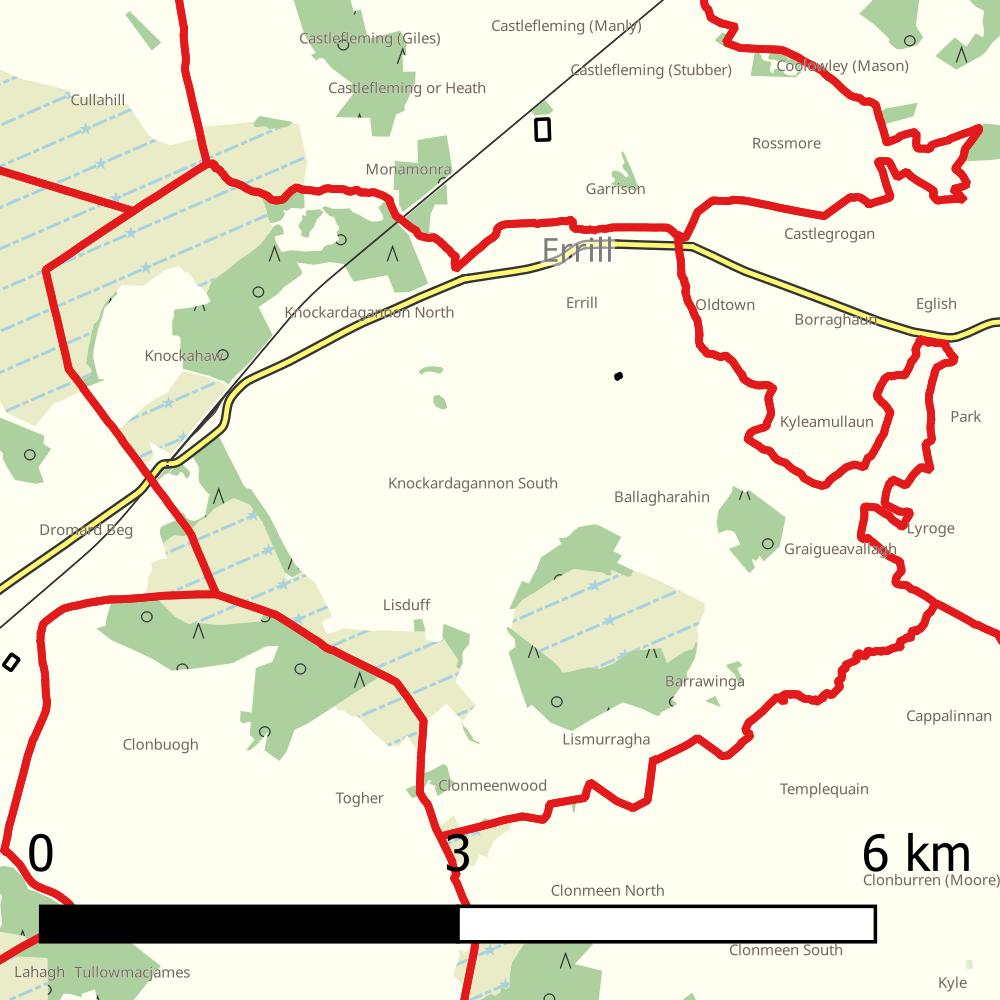 Castlefleming (Manly)
Castlefleming (Giles)
Coolowley (Mason)
Castlefleming (Stubber)
Castlefleming or Heath
Cullahill
Rossmore
Monamonra
Garrison
Castlegrogan
Errill
Errill
Oldtown
Eglish
Knockardagannon North
Borraghaun
Knockahaw
Park
Kyleamullaun
Knockardagannon South
Ballagharahin
Dromard Beg
Lyroge
Graigueavallagh
Lisduff
Barrawinga
Cappalinnan
Lismurragha
Clonbuogh
Clonmeenwood
Templequain
Togher
0
3
6 km
Clonburren (Moore)
Clonmeen North
Clonmeen South
Lahagh
Tullowmacjames
Kyle